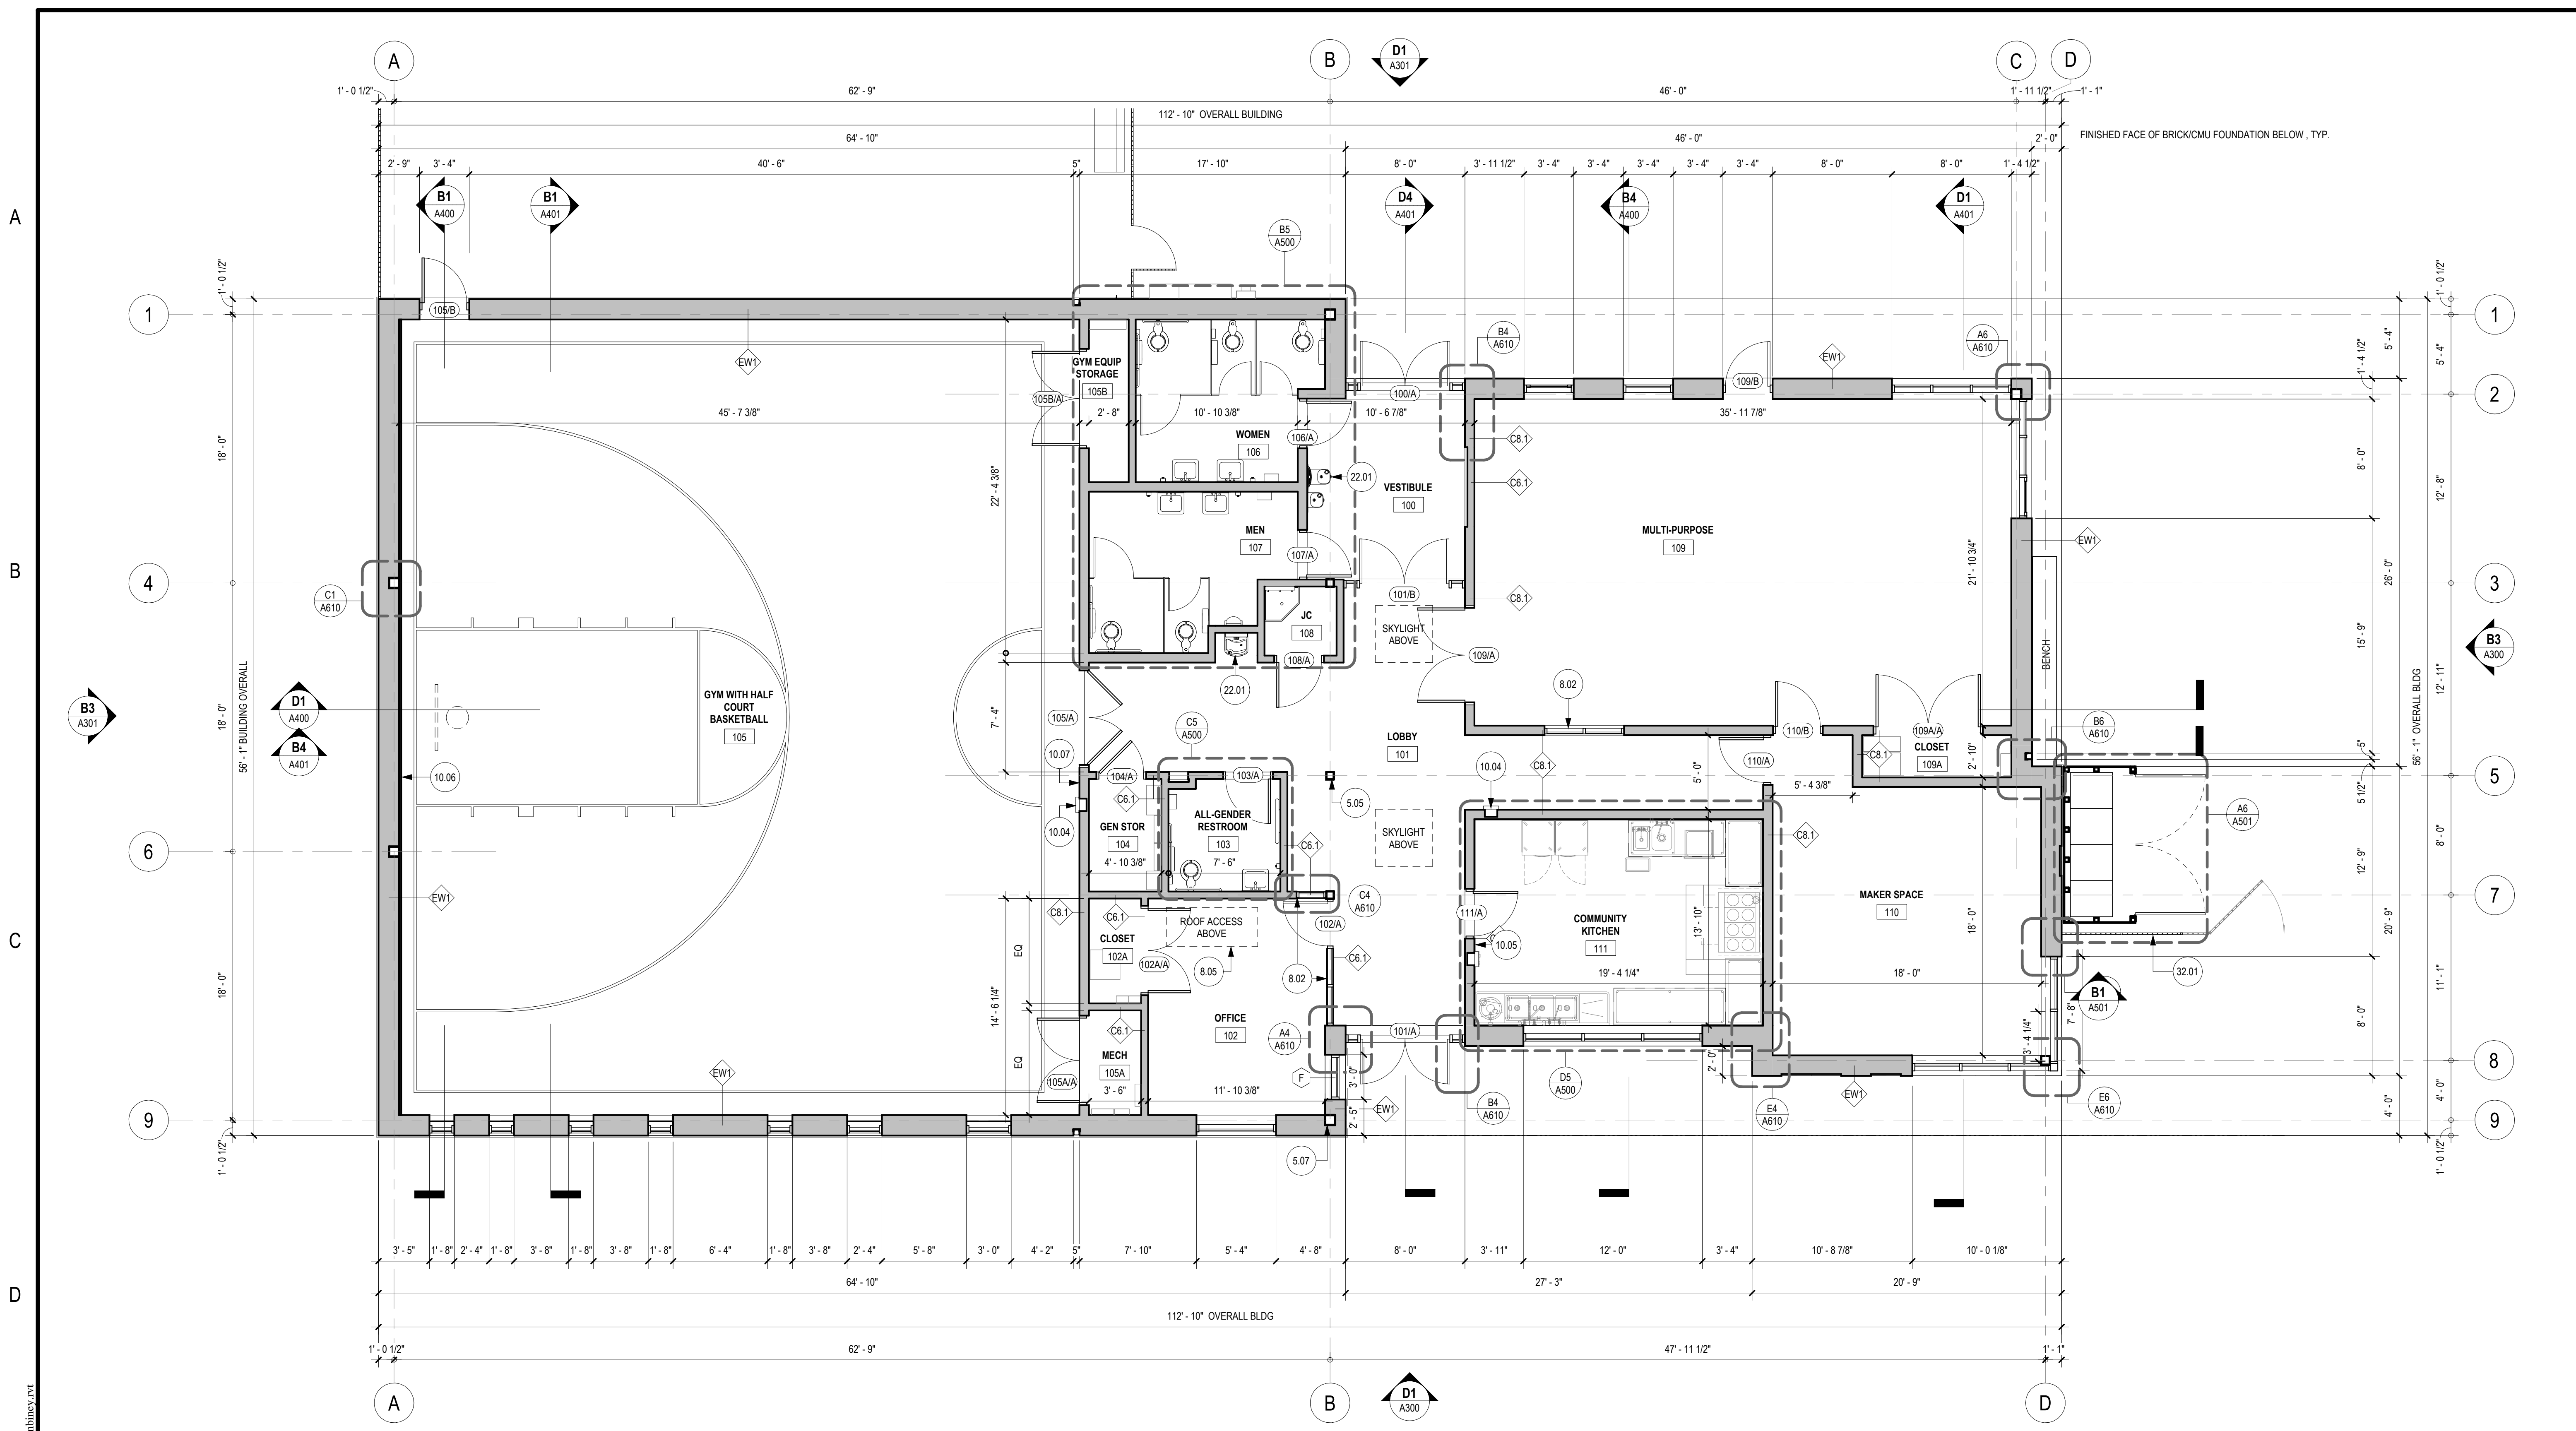 A
B
D1
A301
C
D
1' - 0 1/2"
62' - 9"
46' - 0"
1' - 11 1/2"
1' - 1"
112' - 10" OVERALL BUILDING
64' - 10"
46' - 0"
2' - 0"
FINISHED FACE OF BRICK/CMU FOUNDATION BELOW , TYP.
2' - 9"
3' - 4"
40' - 6"
5"
17' - 10"
8' - 0"
3' - 11 1/2"
3' - 4"
3' - 4"
3' - 4"
3' - 4"
8' - 0"
8' - 0"
1' - 4 1/2"
A
B1
A400
B1
A401
D4
A401
B4
A400
D1
A401
B5
A500
1' - 0 1/2"
1' - 0 1/2"
1
105/B
1
EW1
GYM EQUIP
STORAGE
105B
B4
A610
A6
A610
EW1
5' - 4"
5' - 4"
1' - 4 1/2"
105B/A
100/A
109/B
2
45' - 7 3/8"
2' - 8"
10' - 10 3/8"
10' - 6 7/8"
35' - 11 7/8"
18' - 0"
WOMEN
106
106/A
C8.1
8' - 0"
12' - 8"
22' - 4 3/8"
22.01
C6.1
VESTIBULE
100
MEN
107
107/A
MULTI-PURPOSE
109
EW1
21' - 10 3/4"
B
4
C1
A610
101/B
C8.1
3
26' - 0"
JC
108
SKYLIGHT
ABOVE
15' - 9"
B3
A300
BENCH
108/A
109/A
22.01
8.02
12' - 11"
56' - 1" BUILDING OVERALL
18' - 0"
B3
A301
D1
A400
B4
A401
GYM WITH HALF
COURT
BASKETBALL
105
105/A
7' - 4"
C5
A500
LOBBY
101
110/B
109A/A
B6
A610
56' - 1" OVERALL BLDG
10.07
10.06
10.04
104/A
103/A
C6.1
5.05
10.04
C8.1
5' - 0"
110/A
C8.1
CLOSET
109A
2' - 10"
5' - 4 3/8"
5"
5
5 1/2"
6
GEN STOR
104
4' - 10 3/8"
ALL-GENDER
RESTROOM
103
7' - 6"
C6.1
SKYLIGHT
ABOVE
C8.1
A6
A501
8' - 0"
12' - 9"
EW1
C8.1
C6.1
ROOF ACCESS
ABOVE
C4
A610
102/A
111/A
MAKER SPACE
110
7
C
EQ
CLOSET
102A
102A/A
8.05
8.02
C6.1
10.05
COMMUNITY
KITCHEN
111
13' - 10"
19' - 4 1/4"
18' - 0"
18' - 0"
20' - 9"
32.01
18' - 0"
14' - 6 1/4"
B1
A501
7' - 8"
11' - 1"
8' - 0"
EQ
C6.1
OFFICE
102
A4
A610
101/A
3' - 4 1/4"
MECH
105A
105A/A
3' - 6"
11' - 10 3/8"
F
3' - 0"
EW1
D5
A500
2' - 0"
EW1
8
EW1
B4
A610
E4
A610
E6
A610
4' - 0"
4' - 0"
9
2' - 5"
9
1' - 0 1/2"
1' - 0 1/2"
5.07
3' - 5"
1' - 8"
2' - 4"
1' - 8"
3' - 8"
1' - 8"
3' - 8"
1' - 8"
6' - 4"
1' - 8"
3' - 8"
2' - 4"
5' - 8"
3' - 0"
4' - 2"
5"
7' - 10"
5' - 4"
4' - 8"
8' - 0"
3' - 11"
12' - 0"
3' - 4"
10' - 8 7/8"
10' - 0 1/8"
D
64' - 10"
27' - 3"
20' - 9"
112' - 10" OVERALL BLDG
1' - 0 1/2"
62' - 9"
47' - 11 1/2"
1' - 1"
A
B
D1
A300
D